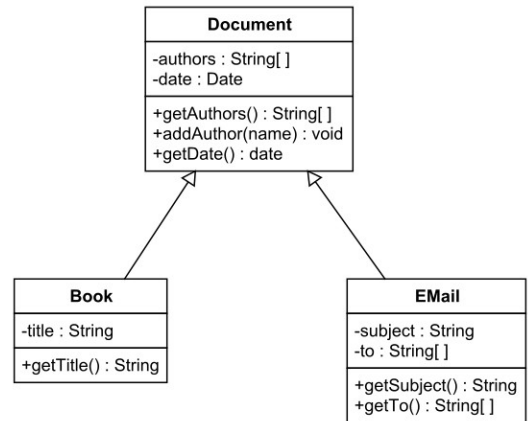 Document
-authors : String[ ]
-date : Date
+getAuthors() : String[ ]
+addAuthor(name) : void
+getDate() : date
Book
-title : String
+getTitle() : String
EMail
-subject : String
-to : String[ ]
+getSubject() : String
+getTo() : String[ ]